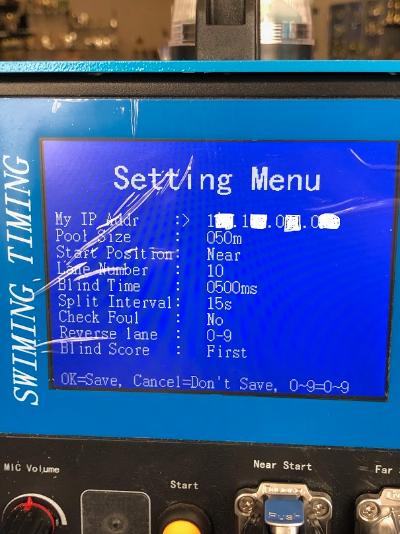 SWIMING TIMING
Setting Menu
My IP Addr :>
Pool Size : 050m
Start Position: Near
Lane Number : 10
Blind Time : 0500ms
Split Interval: 15s
Check Foul : No
Reverse lane : 0-9
Blind Score : First
OK=Save, Cancel=Don't Save, 0~9=0~9
MIC Volume
Start
Near Start
Far
Push